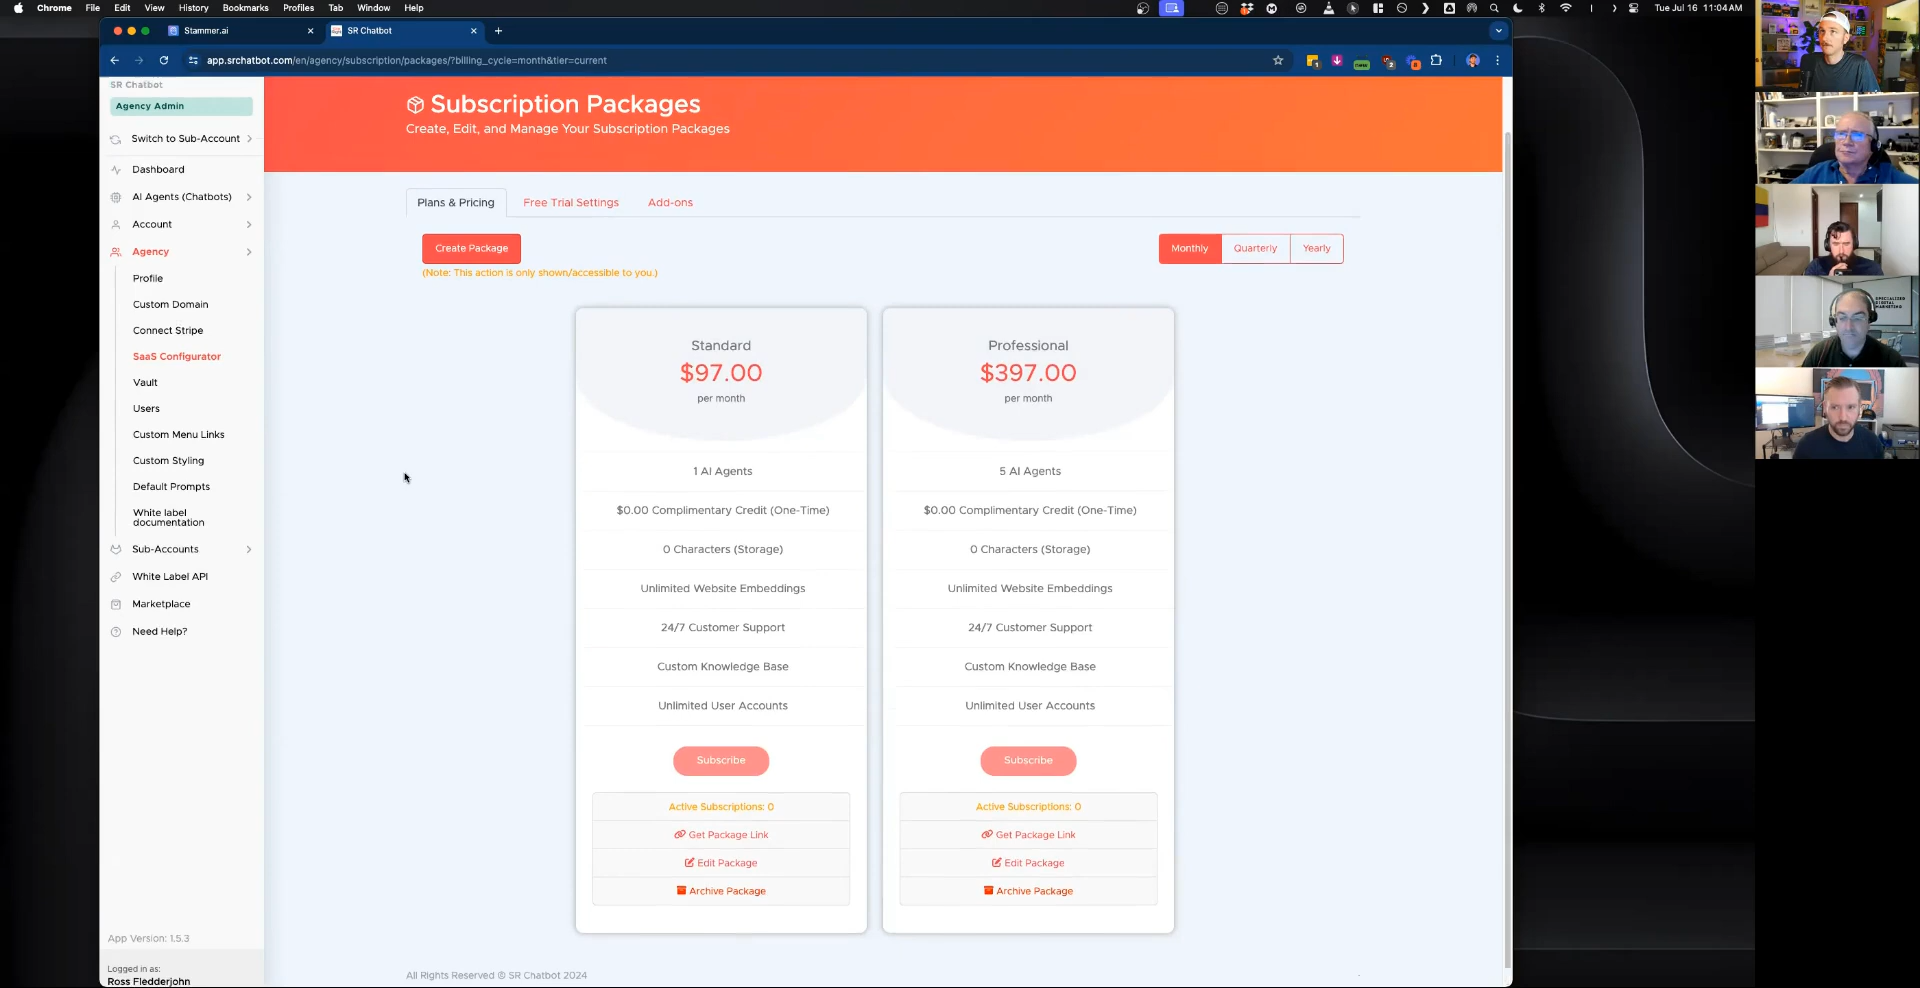 Chrome File Edit View History Bookmarks Profiles Tab Window Help
Tue Jul 16 11:04 AM
Stammer.ai
SR Chatbot
app.srchatbot.com/en/agency/subscription/packages/?billing_cycle=month&tier=current
SR Chatbot
Agency Admin
Switch to Sub-Account
Dashboard
AI Agents (Chatbots)
Account
Agency
Profile
Custom Domain
Connect Stripe
SaaS Configurator
Vault
Users
Custom Menu Links
Custom Styling
Default Prompts
White label
documentation
Sub-Accounts
White Label API
Marketplace
Need Help?
App Version: 1.5.3
Logged in as:
Ross Fledderjohn
Subscription Packages
Create, Edit, and Manage Your Subscription Packages
Plans & Pricing
Free Trial Settings
Add-ons
Create Package
(Note: This action is only shown/accessible to you.)
Monthly
Quarterly
Yearly
Standard
$97.00
per month
1 AI Agents
$0.00 Complimentary Credit (One-Time)
0 Characters (Storage)
Unlimited Website Embeddings
24/7 Customer Support
Custom Knowledge Base
Unlimited User Accounts
Subscribe
Active Subscriptions: 0
Get Package Link
Edit Package
Archive Package
Professional
$397.00
per month
5 AI Agents
$0.00 Complimentary Credit (One-Time)
0 Characters (Storage)
Unlimited Website Embeddings
24/7 Customer Support
Custom Knowledge Base
Unlimited User Accounts
Subscribe
Active Subscriptions: 0
Get Package Link
Edit Package
Archive Package
All Rights Reserved © SR Chatbot 2024
SPECIALIZED
DIGITAL
MARKETING